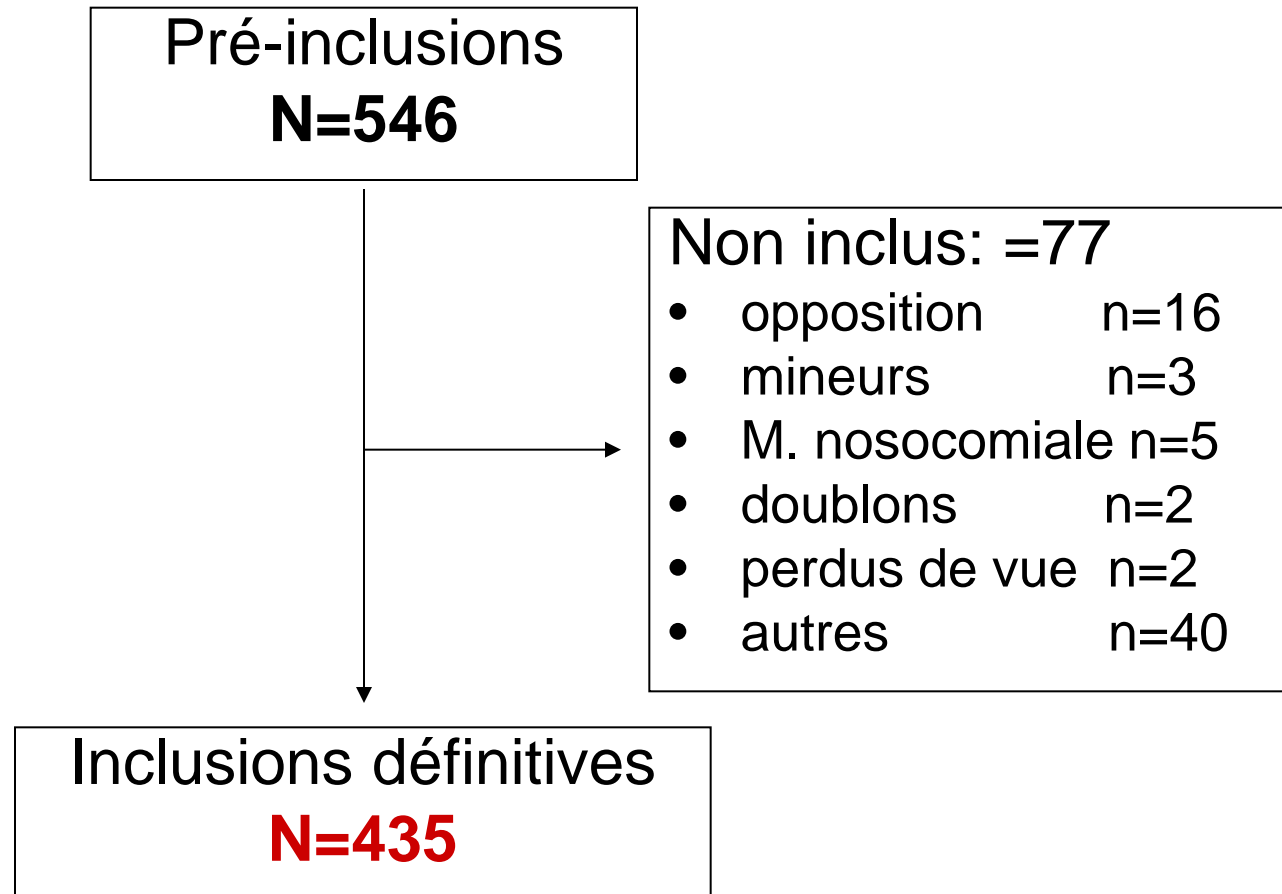 Pré-inclusions
N=546
Non inclus: =77
• opposition n=16
• mineurs n=3
• M. nosocomiale n=5
• doublons n=2
• perdus de vue n=2
• autres n=40
Inclusions définitives
N=435